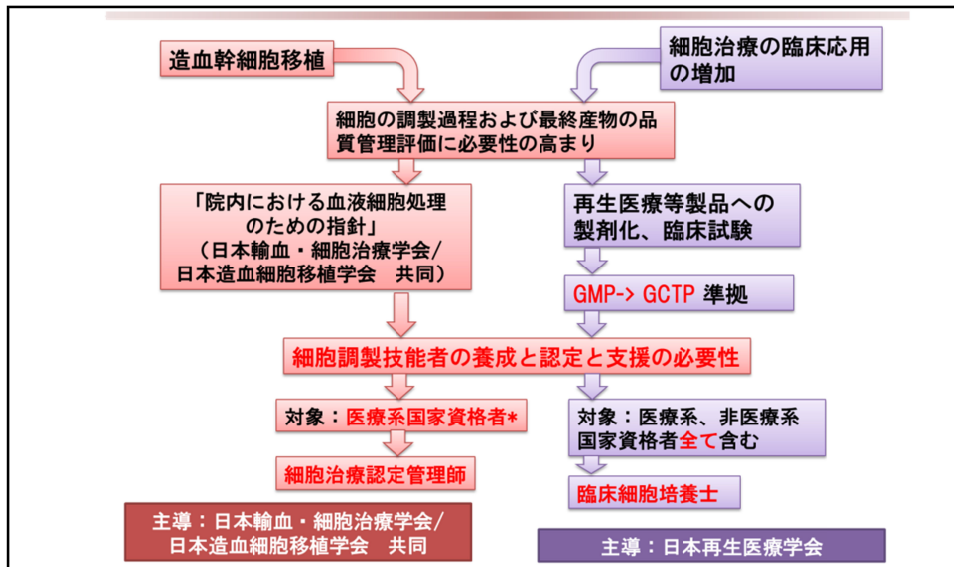 造血幹細胞移植
細胞治療の臨床応用
の増加
細胞の調製過程および最終産物の品
質管理評価に必要性の高まり
「院内における血液細胞処理
のための指針」
（日本輸血・細胞治療学会/
日本造血細胞移植学会　共同）
再生医療等製品への
製剤化、臨床試験
GMP-> GCTP 準拠
細胞調製技能者の養成と認定と支援の必要性
対象：医療系国家資格者*
対象：医療系、非医療系
国家資格者全て含む
細胞治療認定管理師
臨床細胞培養士
主導：日本輸血・細胞治療学会/
日本造血細胞移植学会　共同
主導：日本再生医療学会